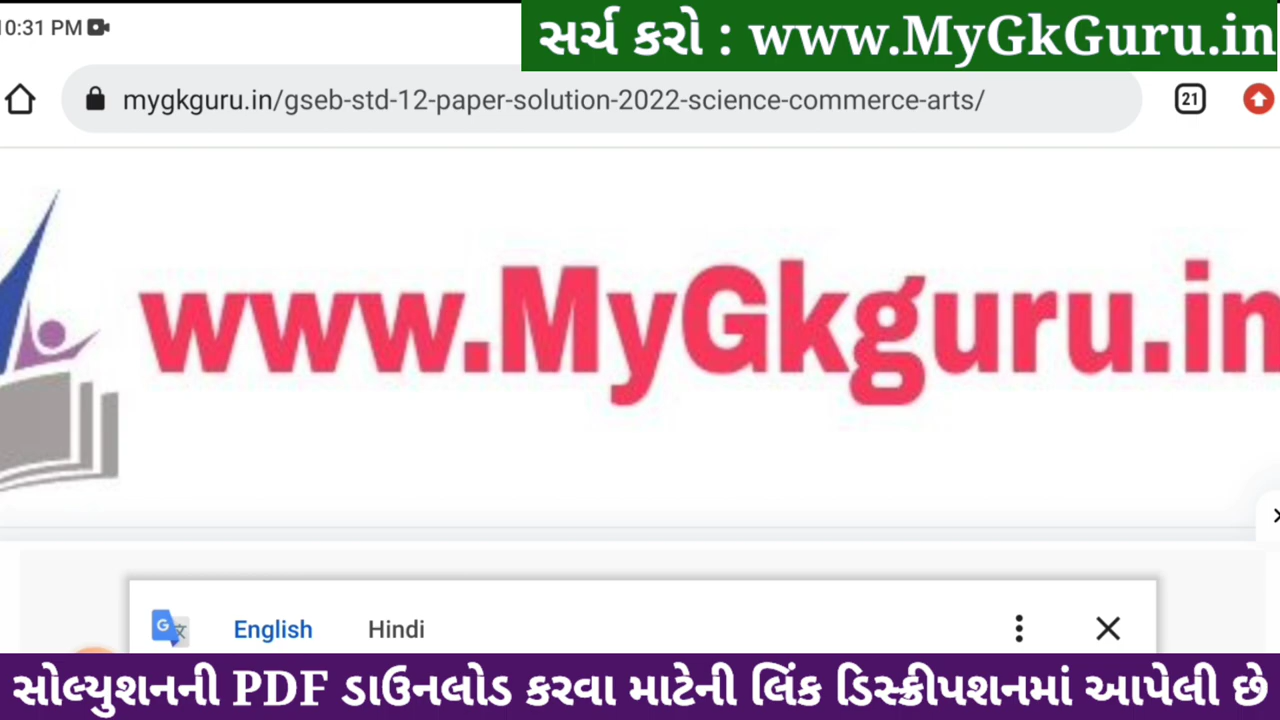 10:31 PM
સર્ચ કરો : www.MyGkGuru.in
mygkguru.in/gseb-std-12-paper-solution-2022-science-commerce-arts/
21
www.MyGkguru.in
English Hindi
સોલ્યુશનની PDF ડાઉનલોડ કરવા માટેની લિંક ડિસ્ક્રીપશનમાં આપેલી છે